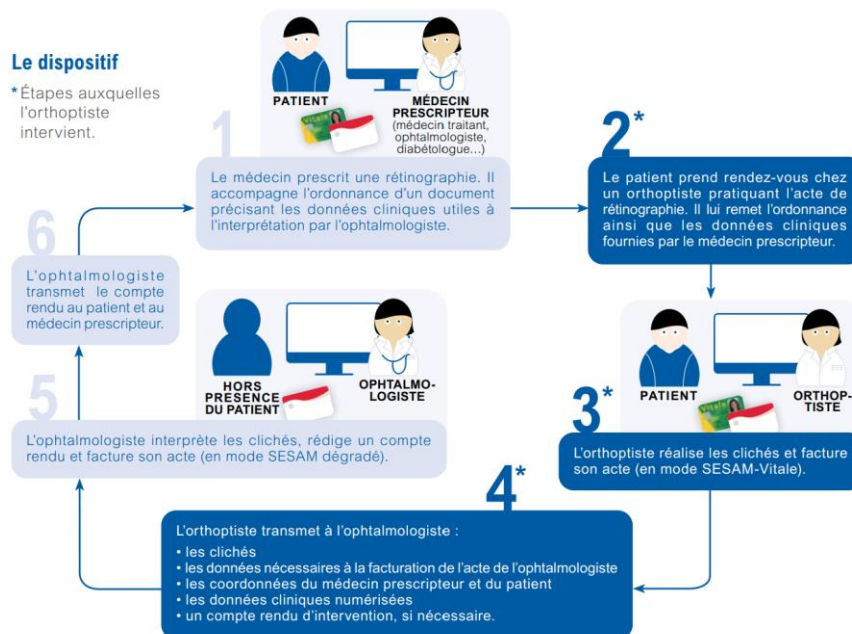 Le dispositif
* Étapes auxquelles
l'orthoptiste
intervient.
1
PATIENT
MÉDECIN
PRESCRIPTEUR
(médecin traitant,
ophtalmologiste,
diabétologue…)
Vitale
Le médecin prescrit une rétinographie. Il
accompagne l'ordonnance d'un document
précisant les données cliniques utiles à
l'interprétation par l'ophtalmologiste.
2*
Le patient prend rendez-vous chez
un orthoptiste pratiquant l'acte de
rétinographie. Il lui remet l'ordonnance
ainsi que les données cliniques
fournies par le médecin prescripteur.
3*
PATIENT
ORTHOP-
TISTE
Vitale
L'orthoptiste réalise les clichés et facture
son acte (en mode SESAM-Vitale).
4*
L'orthoptiste transmet à l'ophtalmologiste :
• les clichés
• les données nécessaires à la facturation de l'acte de l'ophtalmologiste
• les coordonnées du médecin prescripteur et du patient
• les données cliniques numérisées
• un compte rendu d'intervention, si nécessaire.
5
HORS
PRESENCE
DU PATIENT
OPHTALMO-
LOGISTE
L'ophtalmologiste interprète les clichés, rédige un compte
rendu et facture son acte (en mode SESAM dégradé).
6
L'ophtalmologiste
transmet le compte
rendu au patient et au
médecin prescripteur.